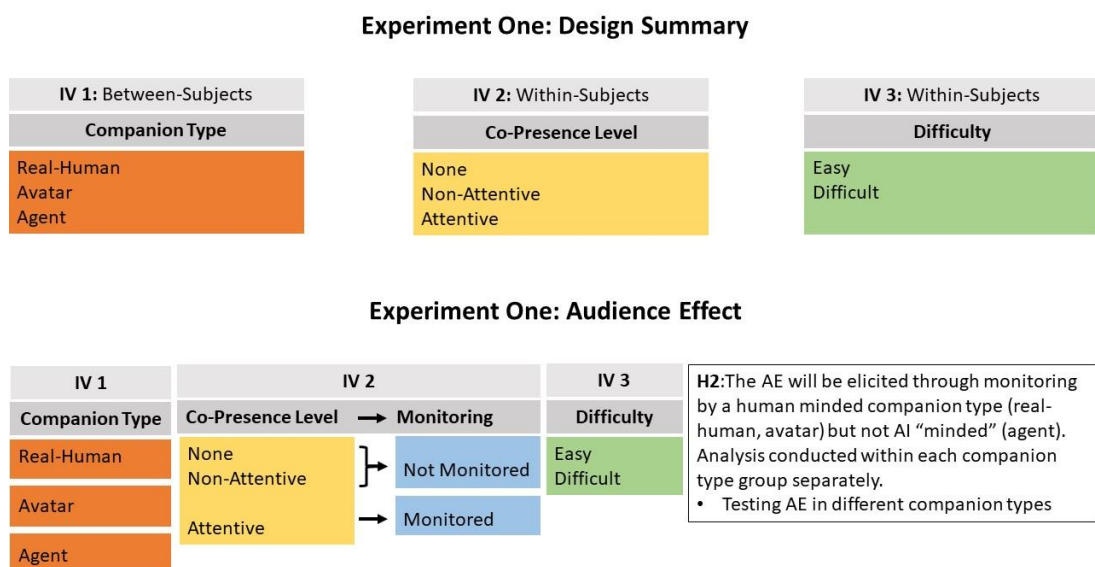 Experiment One: Design Summary
IV 1: Between-Subjects
Companion Type
Real-Human
Avatar
Agent
IV 2: Within-Subjects
Co-Presence Level
None
Non-Attentive
Attentive
IV 3: Within-Subjects
Difficulty
Easy
Difficult
Experiment One: Audience Effect
IV 1
Companion Type
Real-Human
Avatar
Agent
IV 2
Co-Presence Level → Monitoring
None
Non-Attentive
Not Monitored
Attentive
Monitored
IV 3
Difficulty
Easy
Difficult
H2:The AE will be elicited through monitoring
by a human minded companion type (real-
human, avatar) but not AI “minded” (agent).
Analysis conducted within each companion
type group separately.
• Testing AE in different companion types